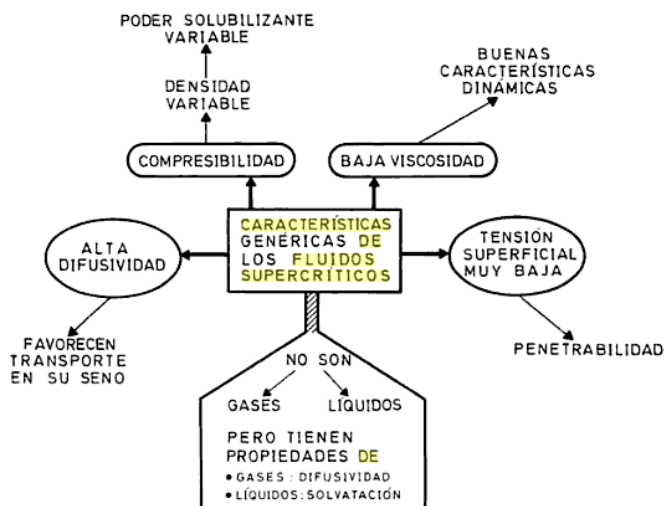 PODER SOLUBILIZANTE
VARIABLE
DENSIDAD
VARIABLE
BUENAS
CARACTERÍSTICAS
DINÁMICAS
COMPRESIBILIDAD
BAJA VISCOSIDAD
CARACTERÍSTICAS
GENÉRICAS DE
LOS FLUIDOS
SUPERCRÍTICOS
ALTA
DIFUSIVIDAD
TENSIÓN
SUPERFICIAL
MUY BAJA
FAVORECEN
TRANSPORTE
EN SU SENO
PENETRABILIDAD
NO SON
GASES
LÍQUIDOS
PERO TIENEN
PROPIEDADES DE
• GASES : DIFUSIVIDAD
• LÍQUIDOS : SOLVATACIÓN